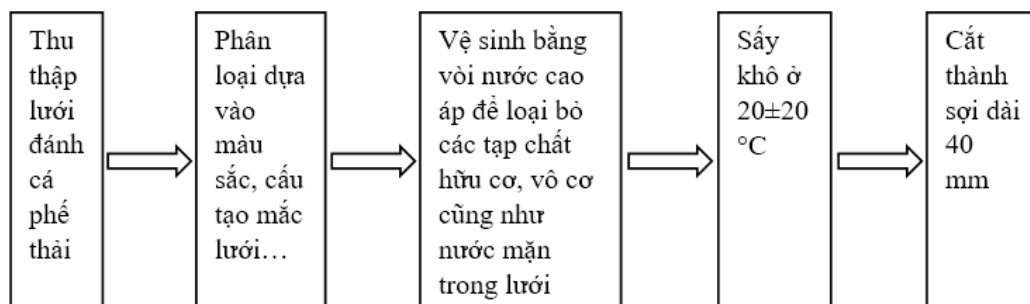 Thu
thập
lưới
đánh
cá
phế
thải
Phân
loại dựa
vào
màu
sắc, cấu
tạo mắc
lưới…
Vệ sinh bằng
vòi nước cao
áp để loại bỏ
các tạp chất
hữu cơ, vô cơ
cũng như
nước mặn
trong lưới
Sấy
khô ở
20±20
°C
Cắt
thành
sợi dài
40
mm